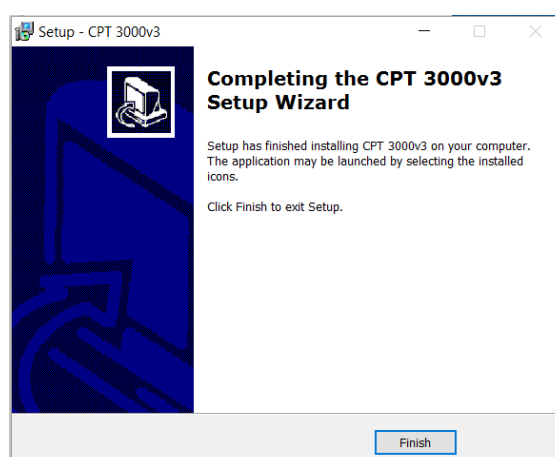 Setup - CPT 3000v3
Completing the CPT 3000v3
Setup Wizard
Setup has finished installing CPT 3000v3 on your computer.
The application may be launched by selecting the installed
icons.
Click Finish to exit Setup.
Finish